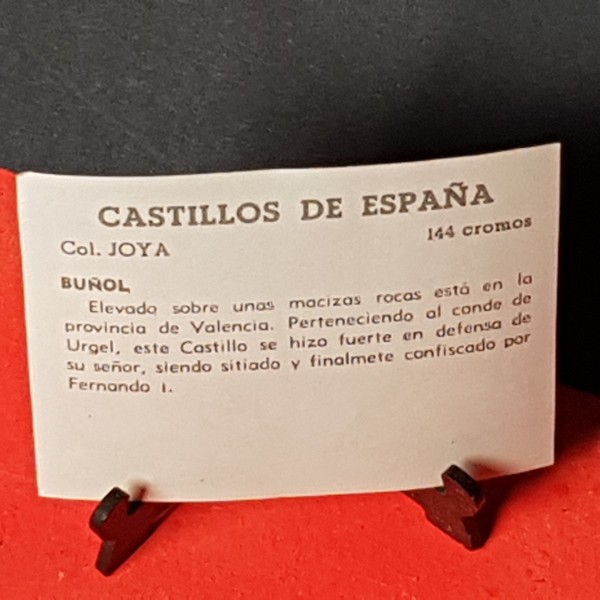 CASTILLOS DE ESPAÑA
Col. JOYA
144 cromos
BUÑOL
Elevado sobre unas macizas rocas está en la
provincia de Valencia. Perteneciendo al conde de
Urgel, este Castillo se hizo fuerte en defensa de
su señor, siendo sitiado y finalmete confiscado por
Fernando I.